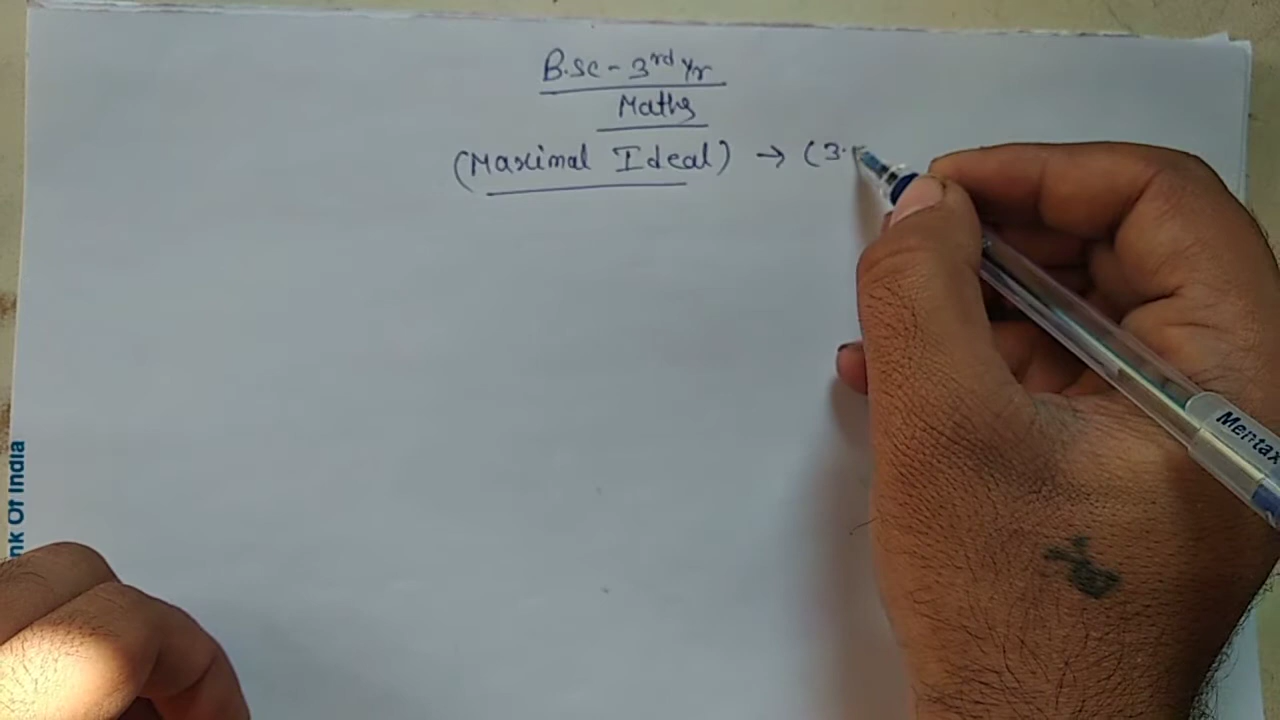 B.Sc - 3rd Yr
Maths
(Maximal Ideal) → (3.
Mentax
nk Of India